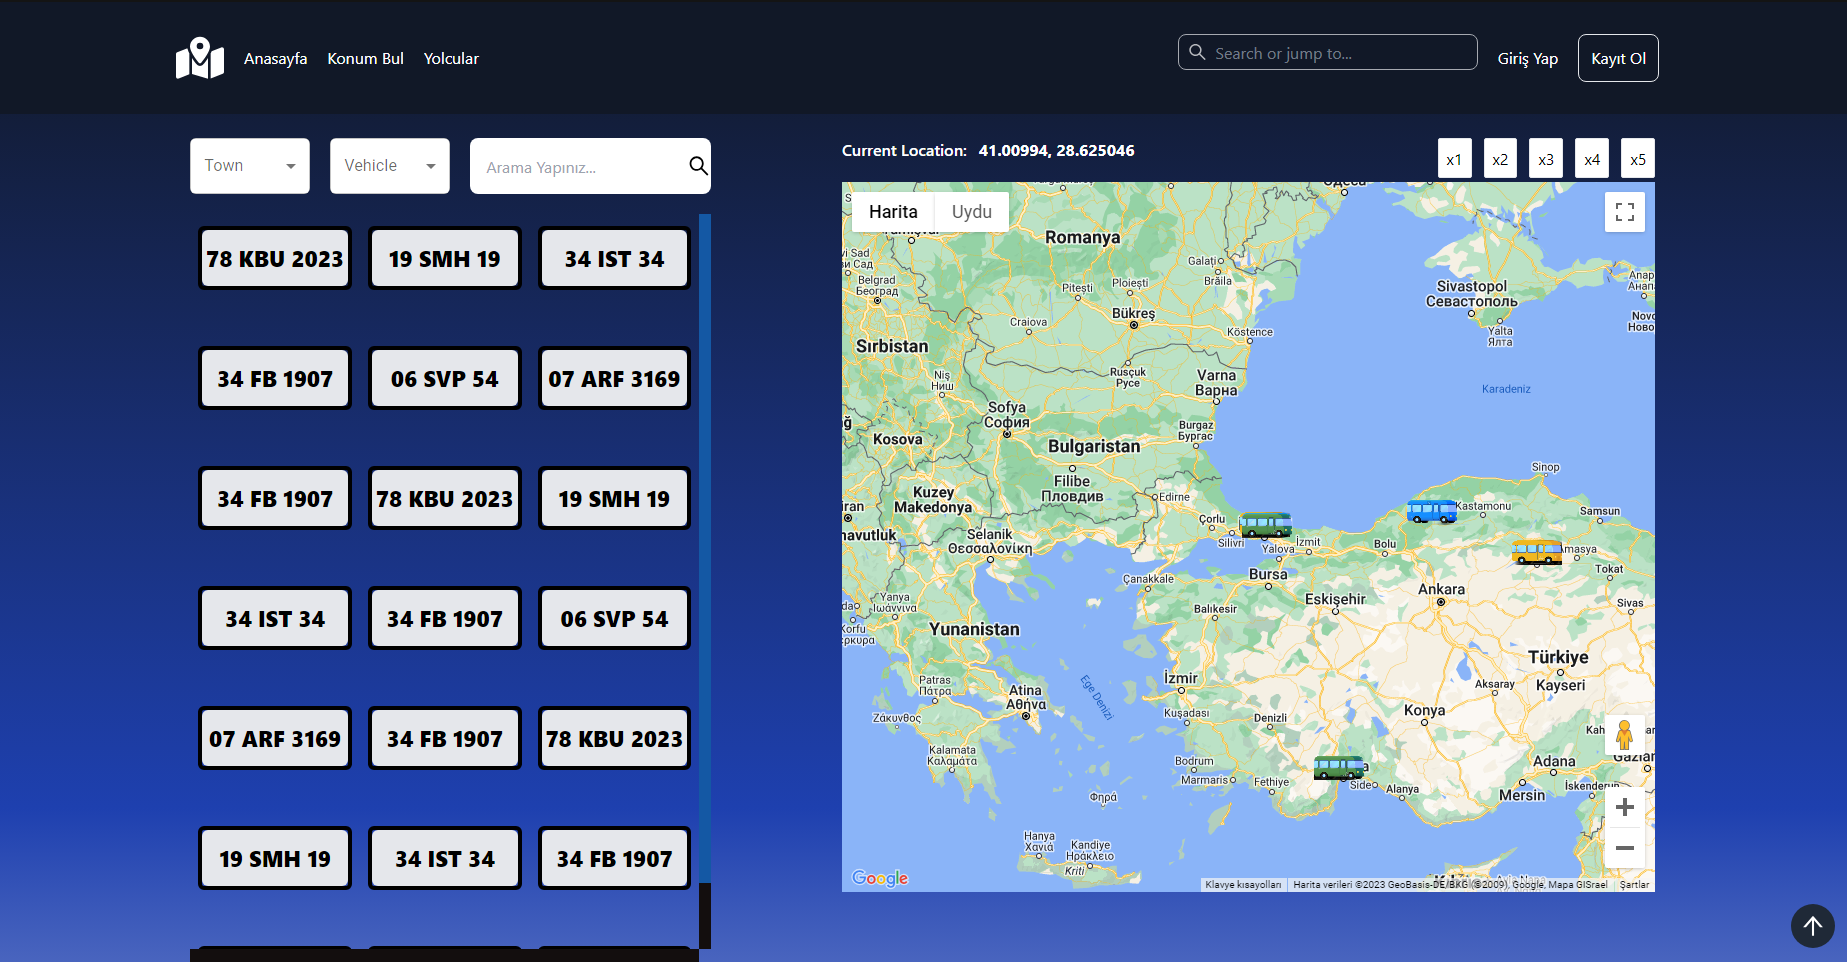 Anasayfa Konum Bul Yolcular
Search or jump to...
Giriş Yap
Kayıt Ol
Town
Vehicle
Arama Yapınız...
78 KBU 2023
19 SMH 19
34 IST 34
34 FB 1907
06 SVP 54
07 ARF 3169
34 FB 1907
78 KBU 2023
19 SMH 19
34 IST 34
34 FB 1907
06 SVP 54
07 ARF 3169
34 FB 1907
78 KBU 2023
19 SMH 19
34 IST 34
34 FB 1907
Current Location: 41.00994, 28.625046
x1
x2
x3
x4
x5
Harita
Uydu
Одеса
Romanya
Galați
Brăila
Ploiești
Pitești
Bükreş
Craiova
Köstence
Belgrad
Београд
Sivastopol
Севастополь
Yalta
Ялта
Sırbistan
Niş
Ниш
Rusçuk
Русе
Varna
Варна
Karadeniz
Sofya
София
Burgaz
Бургас
Kosova
Bulgaristan
Filibe
Пловдив
Kuzey
Makedonya
Edirne
Sinop
Kastamonu
Samsun
Çorlu
Silivri
Yalova
İzmit
Bolu
Amasya
Tokat
Selanik
Θεσσαλονίκη
Çanakkale
Bursa
Eskişehir
Ankara
Sivas
Balıkesir
Yanya
Ιωάννινα
Korfu
Yunanistan
Türkiye
Kayseri
İzmir
Aksaray
Konya
Patras
Πάτρα
Atina
Αθήνα
Ege Denizi
Kuşadası
Denizli
Ζάκυνθος
Kalamata
Καλαμάτα
Bodrum
Marmaris
Fethiye
Side
Alanya
Adana
Mersin
İskenderun
Gazian
Φηρά
Hanya
Χανιά
Kandiye
Ηράκλειο
Kriti
Google
Klavye kısayolları
Harita verileri ©2023 GeoBasis-DE/BKG (©2009), Google, Mapa GISrael
Şartlar